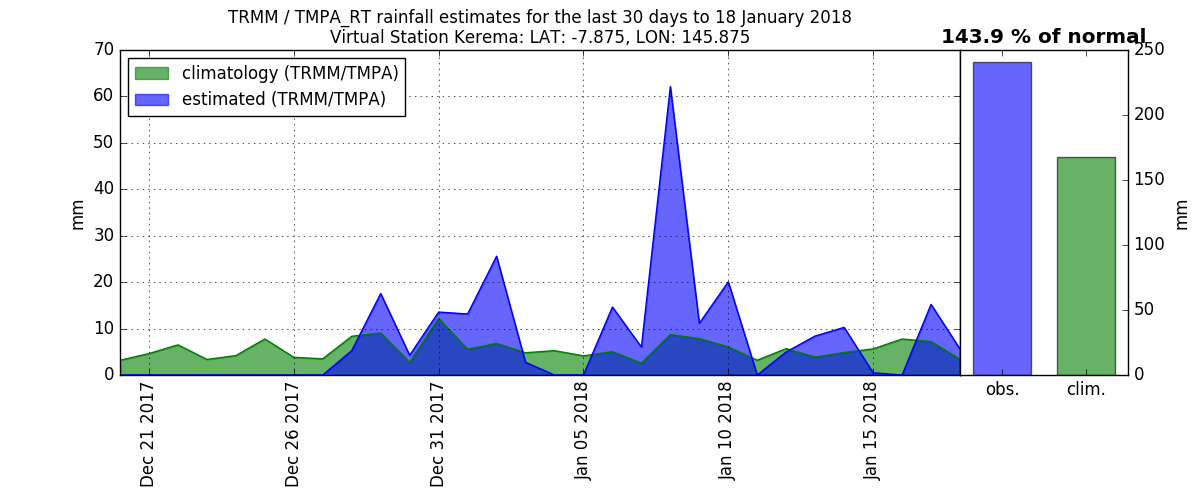 TRMM / TMPA_RT rainfall estimates for the last 30 days to 18 January 2018
Virtual Station Kerema: LAT: -7.875, LON: 145.875
143.9 % of normal
climatology (TRMM/TMPA)
estimated (TRMM/TMPA)
mm
70
60
50
40
30
20
10
0
Dec 21 2017
Dec 26 2017
Dec 31 2017
Jan 05 2018
Jan 10 2018
Jan 15 2018
obs.
clim.
250
200
150
100
50
0
mm